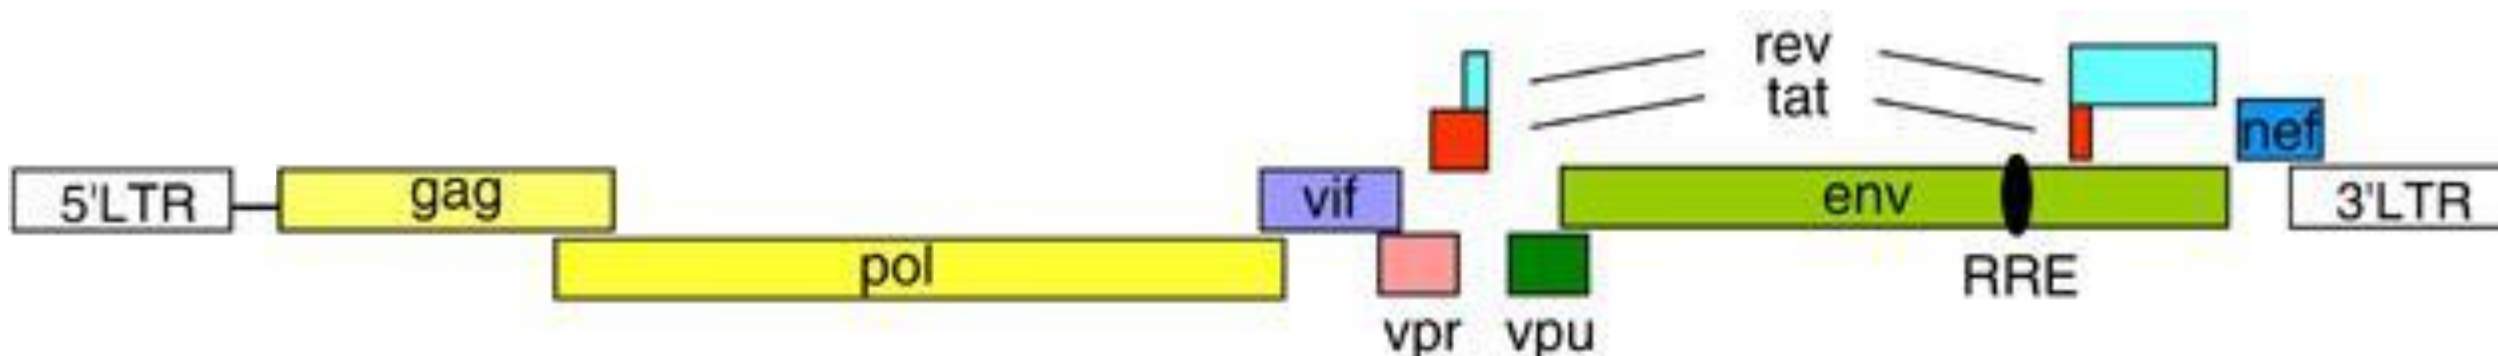 rev
tat
nef
5'LTR
gag
vif
env
3'LTR
pol
RRE
vpr
vpu